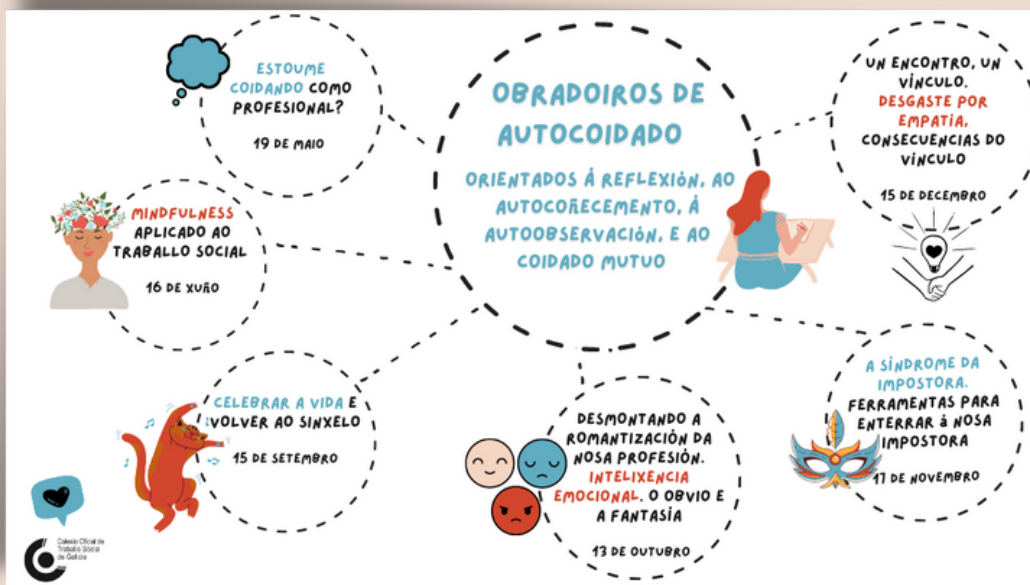 OBRADOIROS DE
AUTOCOIDADO
ORIENTADOS Á REFLEXIÓN, AO
AUTOCOÑECEMENTO, Á
AUTOOBSERVACIÓN, E AO
COIDADO MUTUO
ESTOUME
COIDANDO COMO
PROFESIONAL?
19 DE MAIO
MINDFULNESS
APLICADO AO
TRABALLO SOCIAL
16 DE XUÑO
CELEBRAR A VIDA E
VOLVER AO SINXELO
15 DE SETEMBRO
DESMONTANDO A
ROMANTIZACIÓN DA
NOSA PROFESIÓN.
INTELIXENCIA
EMOCIONAL. O OBVIO E
A FANTASÍA
13 DE OUTUBRO
A SÍNDROME DA
IMPOSTORA.
FERRAMENTAS PARA
ENTERRAR á NOSA
IMPOSTORA
17 DE NOVEMBRO
UN ENCONTRO, UN
VÍNCULO.
DESGASTE POR
EMPATÍA.
CONSECUENCIAS DO
VÍNCULO
15 DE DECEMBRO
Colexio Oficial de
Traballo Social
de Galicia